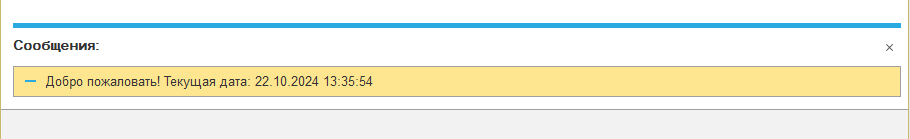 Сообщения:
Добро пожаловать! Текущая дата: 22.10.2024 13:35:54